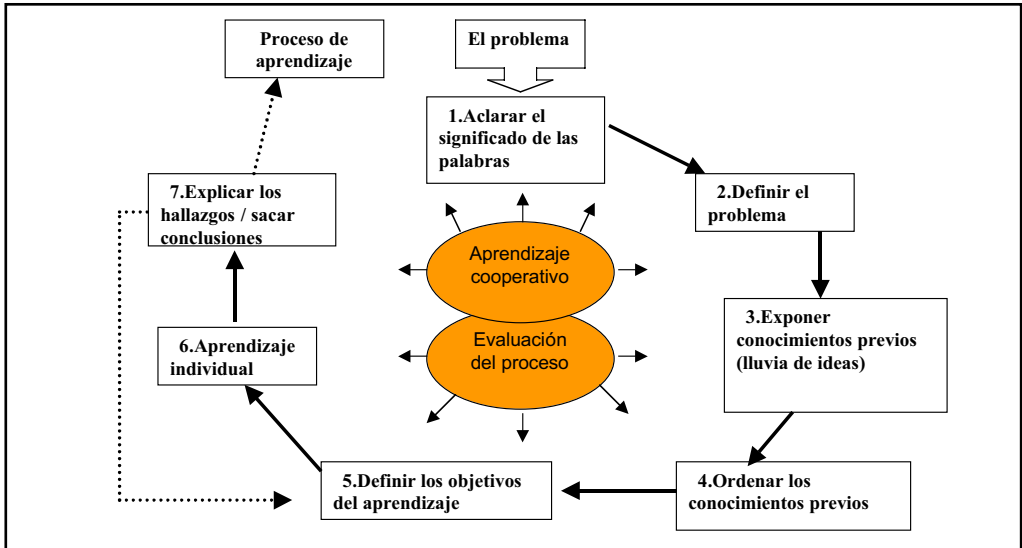 Proceso de
aprendizaje
El problema
1.Aclarar el
significado de las
palabras
2.Definir el
problema
3.Exponer
conocimientos previos
(lluvia de ideas)
4.Ordenar los
conocimientos previos
5.Definir los objetivos
del aprendizaje
6.Aprendizaje
individual
7.Explicar los
hallazgos / sacar
conclusiones
Aprendizaje
cooperativo
Evaluación
del proceso